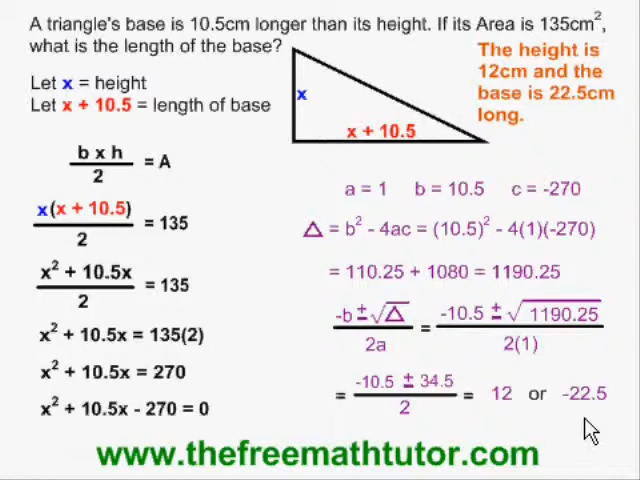 A triangle's base is 10.5cm longer than its height. If its Area is 135cm²,
what is the length of the base?
The height is
12cm and the
base is 22.5cm
long.
Let x = height
Let x + 10.5 = length of base
x
x + 10.5
b x h / 2 = A
x(x + 10.5) / 2 = 135
x² + 10.5x / 2 = 135
x² + 10.5x = 135(2)
x² + 10.5x = 270
x² + 10.5x - 270 = 0
a = 1 b = 10.5 c = -270
△ = b² - 4ac = (10.5)² - 4(1)(-270)
= 110.25 + 1080 = 1190.25
-b ± √△ / 2a = -10.5 ± √1190.25 / 2(1)
= -10.5 ± 34.5 / 2 = 12 or -22.5
www.thefreemathtutor.com